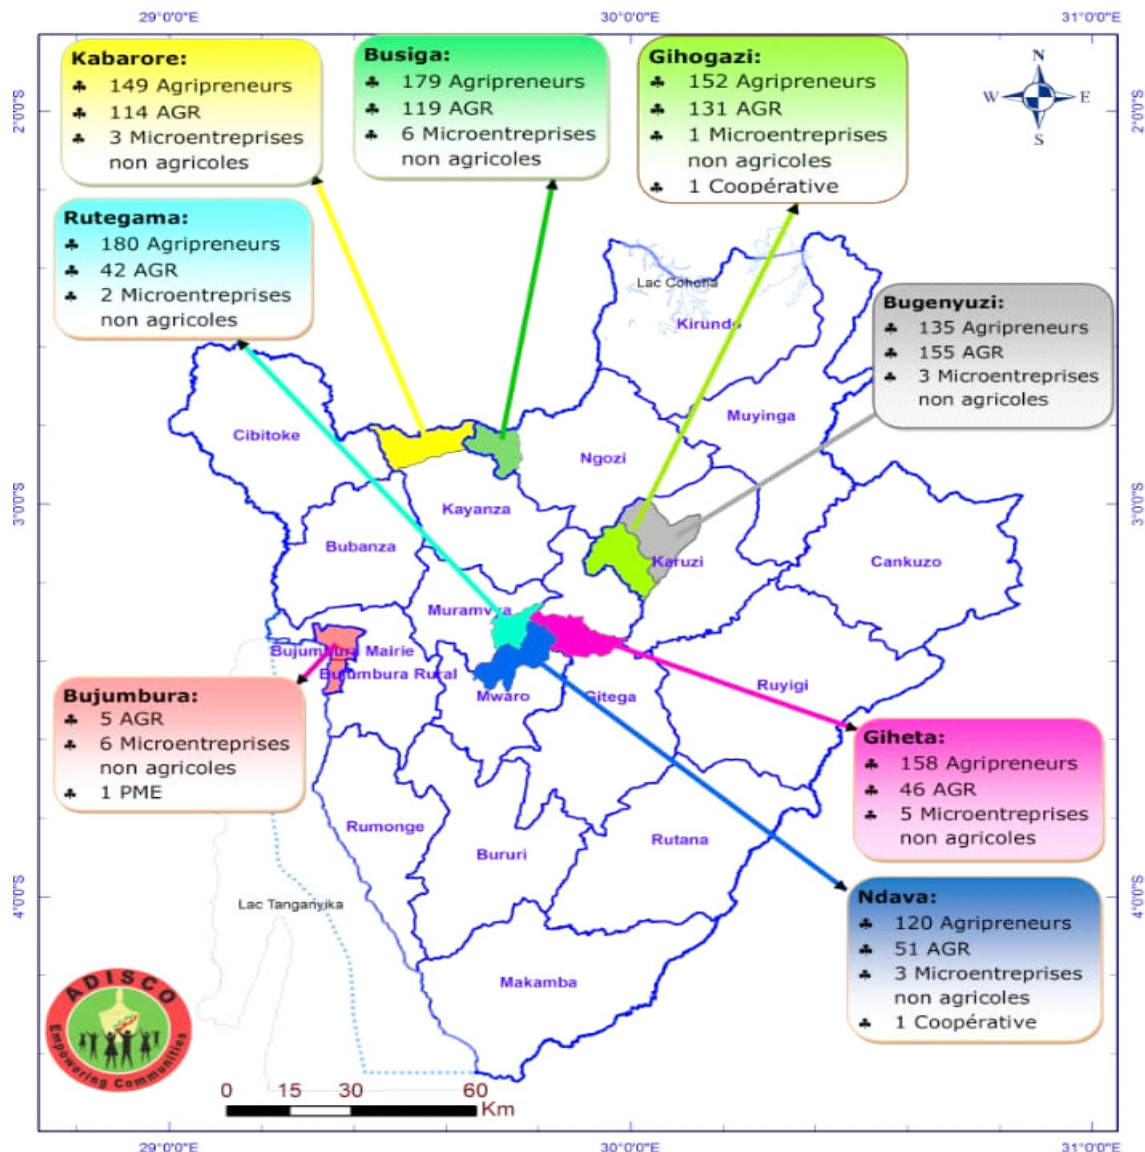 29°0'0"E 30°0'0"E 31°0'0"E
2°0'0"S
2°0'0"S
Kabarore:
♣ 149 Agripreneurs
♣ 114 AGR
♣ 3 Microentreprises
non agricoles
Busiga:
♣ 179 Agripreneurs
♣ 119 AGR
♣ 6 Microentreprises
non agricoles
Gihogazi:
♣ 152 Agripreneurs
♣ 131 AGR
♣ 1 Microentreprises
non agricoles
♣ 1 Coopérative
N
W E
S
Rutegama:
♣ 180 Agripreneurs
♣ 42 AGR
♣ 2 Microentreprises
non agricoles
Bugenyuzi:
♣ 135 Agripreneurs
♣ 155 AGR
♣ 3 Microentreprises
non agricoles
Lac Cohoha
Kirundo
Muyinga
Cibitoke
Ngozi
3°0'0"S
3°0'0"S
Kayanza
Bubanza
Karuzi
Cankuzo
Muramvya
Bujumbura Mairie
Bujumbura Rural
Mwaro
Gitega
Ruyigi
Bujumbura:
♣ 5 AGR
♣ 6 Microentreprises
non agricoles
♣ 1 PME
Giheta:
♣ 158 Agripreneurs
♣ 46 AGR
♣ 5 Microentreprises
non agricoles
Rumonge
Bururi
Rutana
4°0'0"S
4°0'0"S
Lac Tanganyika
Ndava:
♣ 120 Agripreneurs
♣ 51 AGR
♣ 3 Microentreprises
non agricoles
♣ 1 Coopérative
Makamba
ADISCO
Empowering Communities
0 15 30 60
Km
29°0'0"E 30°0'0"E 31°0'0"E